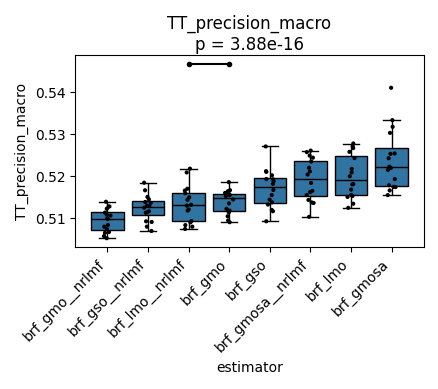 TT_precision_macro
p = 3.88e-16
TT_precision_macro
0.54
0.53
0.52
0.51
brf_gmo__nrlmf
brf_gso__nrlmf
brf_lmo__nrlmf
brf_gmo
brf_gso
brf_gmosa__nrlmf
brf_lmo
brf_gmosa
estimator